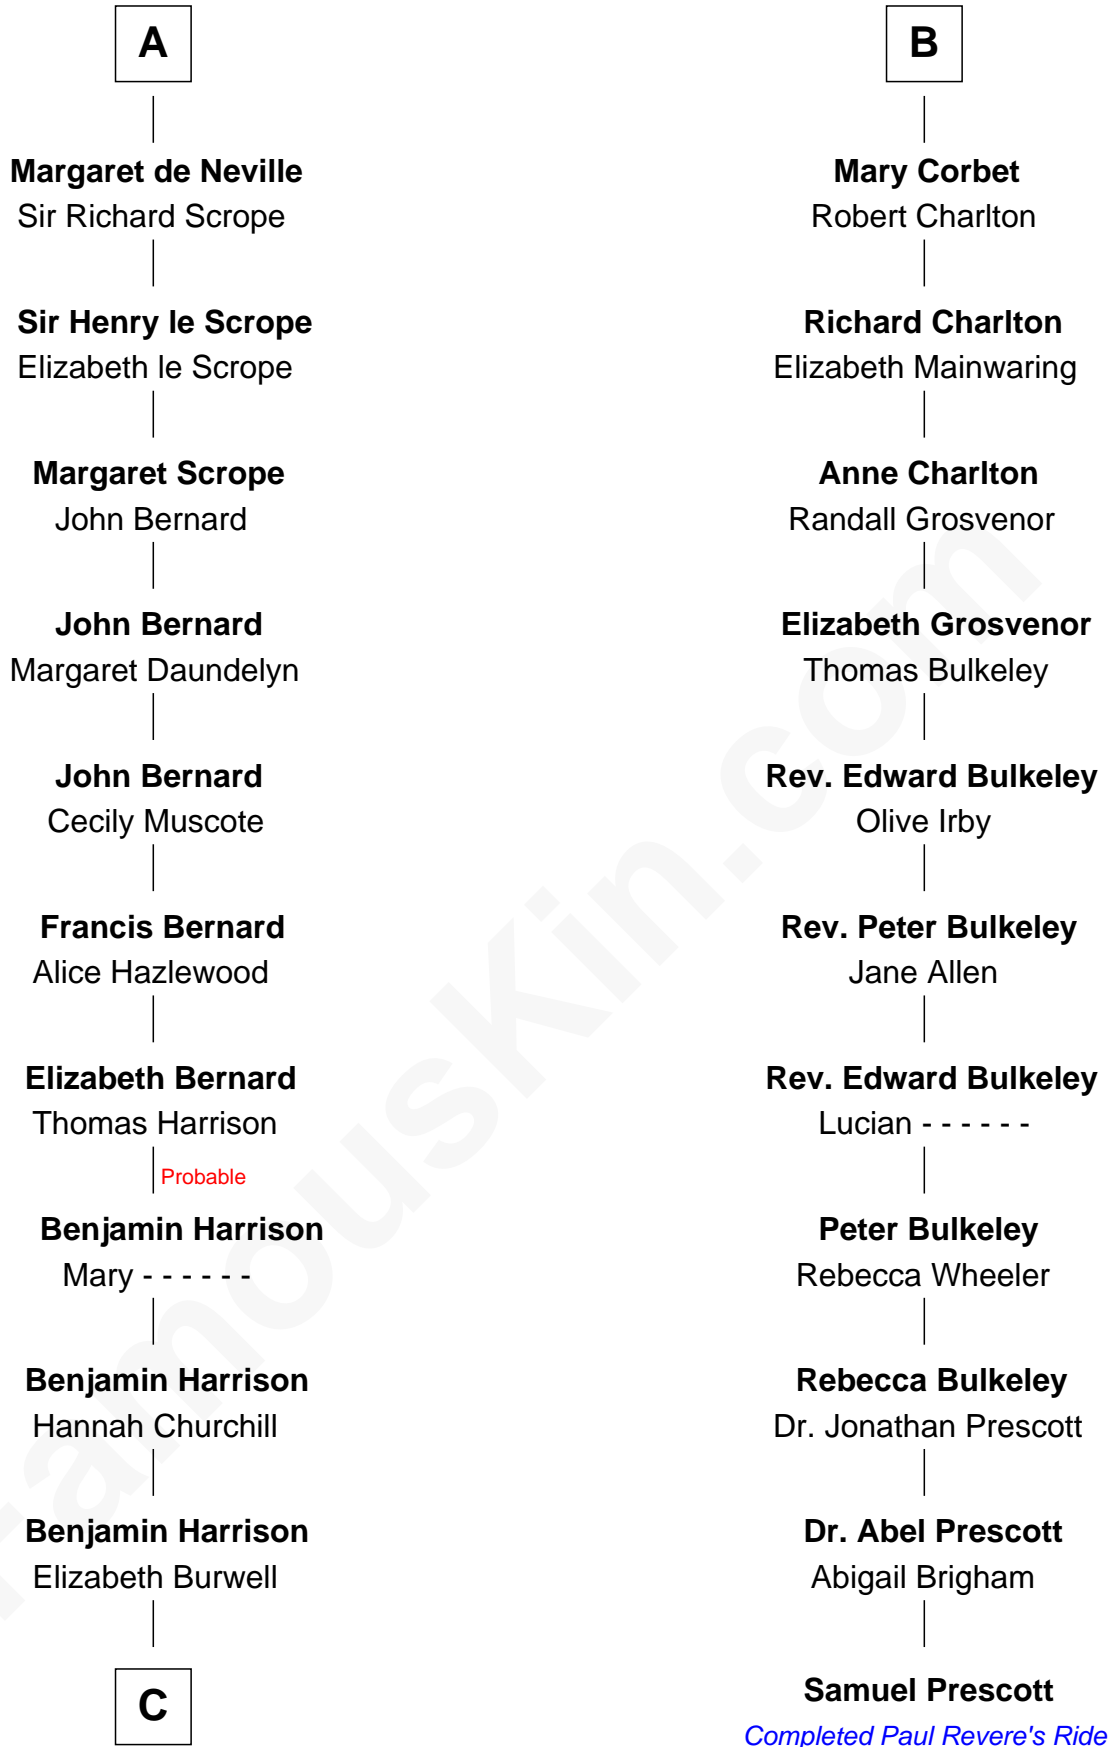 A
Margaret de Neville
Sir Richard Scrope
Sir Henry le Scrope
Elizabeth le Scrope
Margaret Scrope
John Bernard
John Bernard
Margaret Daundelyn
John Bernard
Cecily Muscote
Francis Bernard
Alice Hazlewood
Elizabeth Bernard
Thomas Harrison
Probable
Benjamin Harrison
Mary - - - - - -
Benjamin Harrison
Hannah Churchill
Benjamin Harrison
Elizabeth Burwell
C
B
Mary Corbet
Robert Charlton
Richard Charlton
Elizabeth Mainwaring
Anne Charlton
Randall Grosvenor
Elizabeth Grosvenor
Thomas Bulkeley
Rev. Edward Bulkeley
Olive Irby
Rev. Peter Bulkeley
Jane Allen
Rev. Edward Bulkeley
Lucian - - - - - -
Peter Bulkeley
Rebecca Wheeler
Rebecca Bulkeley
Dr. Jonathan Prescott
Dr. Abel Prescott
Abigail Brigham
Samuel Prescott
Completed Paul Revere's Ride
FamousKin.com